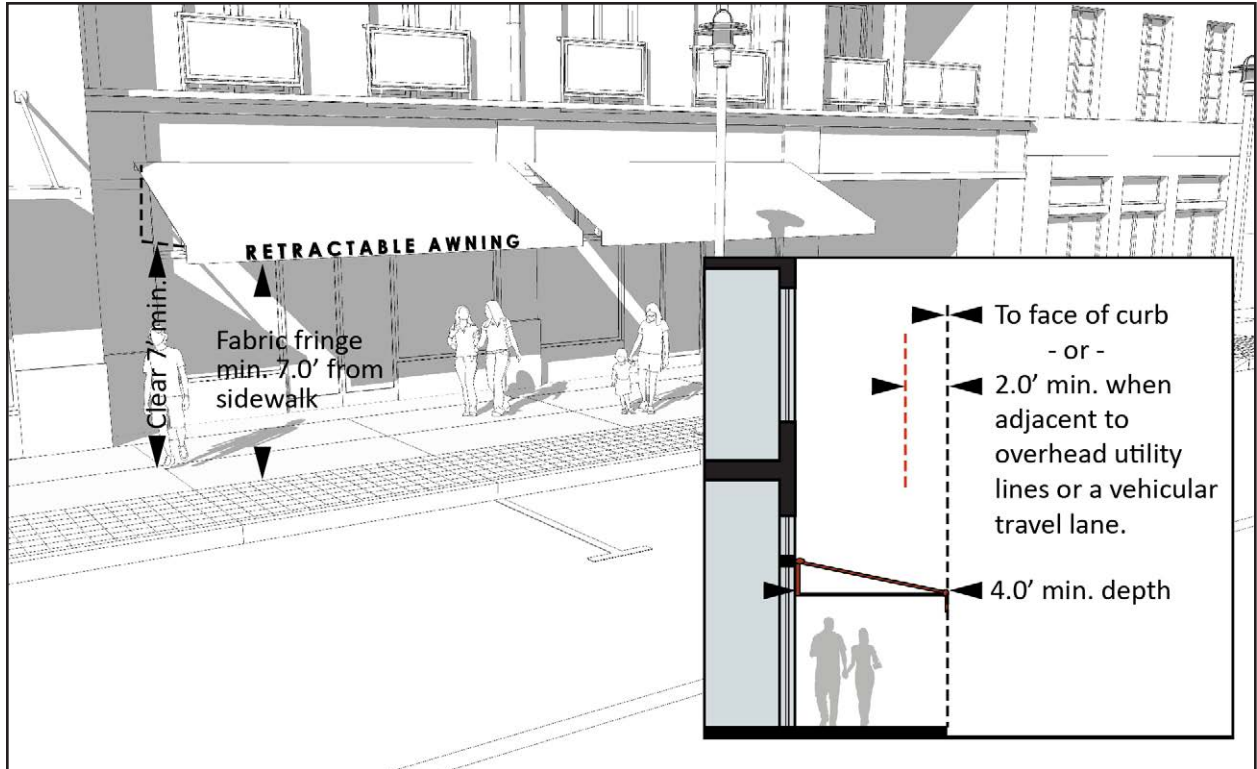 RETRACTABLE AWNING
Clear 7’ min.
Fabric fringe
min. 7.0’ from
sidewalk
To face of curb
- or -
2.0’ min. when
adjacent to
overhead utility
lines or a vehicular
travel lane.
4.0’ min. depth